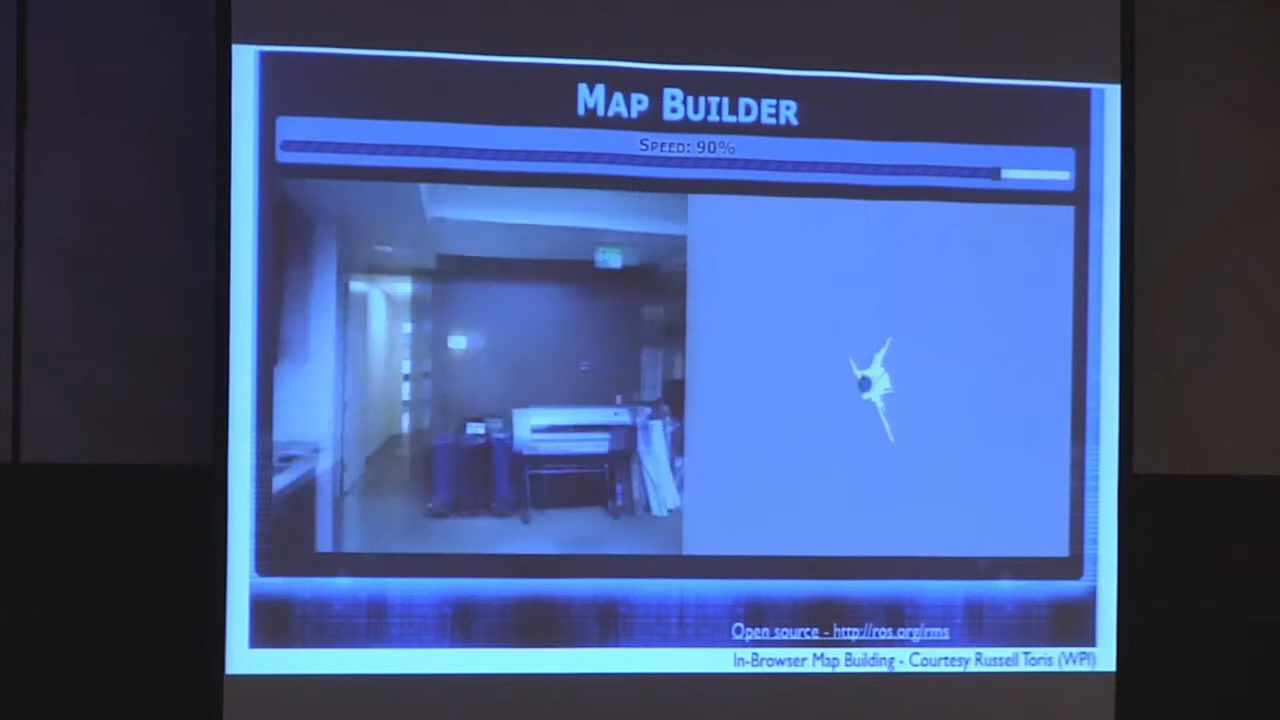 MAP BUILDER
SPEED: 90%
Open source - http://ros.org/rms
In-Browser Map Building - Courtesy Russell Toris (WPI)